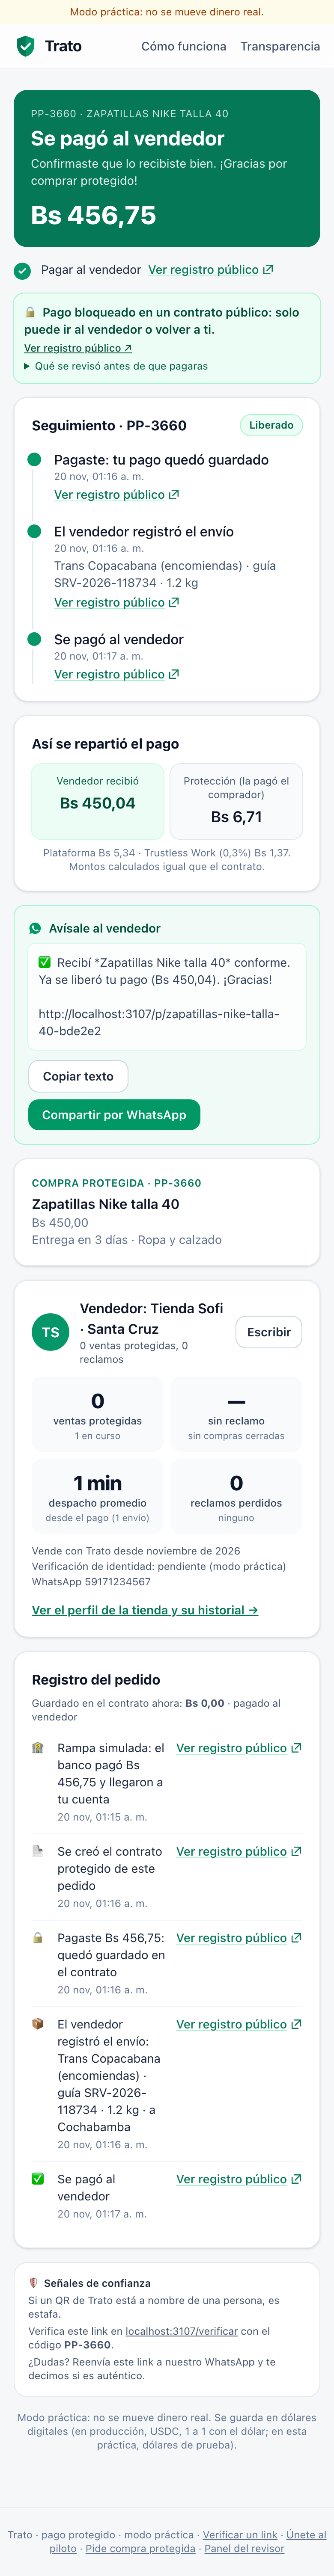 Modo práctica: no se mueve dinero real.
Trato
Cómo funciona
Transparencia
PP-3660 · ZAPATILLAS NIKE TALLA 40
Se pagó al vendedor
Confirmaste que lo recibiste bien. ¡Gracias por
comprar protegido!
Bs 456,75
Pagar al vendedor Ver registro público
Pago bloqueado en un contrato público: solo
puede ir al vendedor o volver a ti.
Ver registro público ↗
▶ Qué se revisó antes de que pagaras
Seguimiento · PP-3660
Liberado
Pagaste: tu pago quedó guardado
20 nov, 01:16 a. m.
Ver registro público
El vendedor registró el envío
20 nov, 01:16 a. m.
Trans Copacabana (encomiendas) · guía
SRV-2026-118734 · 1.2 kg
Ver registro público
Se pagó al vendedor
20 nov, 01:17 a. m.
Ver registro público
Así se repartió el pago
Vendedor recibió
Bs 450,04
Protección (la pagó el
comprador)
Bs 6,71
Plataforma Bs 5,34 · Trustless Work (0,3%) Bs 1,37.
Montos calculados igual que el contrato.
Avísale al vendedor
✅ Recibí *Zapatillas Nike talla 40* conforme.
Ya se liberó tu pago (Bs 450,04). ¡Gracias!
http://localhost:3107/p/zapatillas-nike-talla-
40-bde2e2
Copiar texto
Compartir por WhatsApp
COMPRA PROTEGIDA · PP-3660
Zapatillas Nike talla 40
Bs 450,00
Entrega en 3 días · Ropa y calzado
TS
Vendedor: Tienda Sofi
· Santa Cruz
0 ventas protegidas, 0
reclamos
Escribir
0
ventas protegidas
1 en curso
—
sin reclamo
sin compras cerradas
1 min
despacho promedio
desde el pago (1 envío)
0
reclamos perdidos
ninguno
Vende con Trato desde noviembre de 2026
Verificación de identidad: pendiente (modo práctica)
WhatsApp 59171234567
Ver el perfil de la tienda y su historial →
Registro del pedido
Guardado en el contrato ahora: Bs 0,00 · pagado al
vendedor
Rampa simulada: el
banco pagó Bs
456,75 y llegaron a
tu cuenta
20 nov, 01:15 a. m.
Ver registro público
Se creó el contrato
protegido de este
pedido
20 nov, 01:16 a. m.
Ver registro público
Pagaste Bs 456,75:
quedó guardado en
el contrato
20 nov, 01:16 a. m.
Ver registro público
El vendedor
registró el envío:
Trans Copacabana
(encomiendas) ·
guía SRV-2026-
118734 · 1.2 kg · a
Cochabamba
20 nov, 01:16 a. m.
Ver registro público
Se pagó al
vendedor
20 nov, 01:17 a. m.
Ver registro público
Señales de confianza
Si un QR de Trato está a nombre de una persona, es
estafa.
Verifica este link en localhost:3107/verificar con el
código PP-3660.
¿Dudas? Reenvía este link a nuestro WhatsApp y te
decimos si es auténtico.
Modo práctica: no se mueve dinero real. Se guarda en dólares
digitales (en producción, USDC, 1 a 1 con el dólar; en esta
práctica, dólares de prueba).
Trato · pago protegido · modo práctica · Verificar un link · Únete al
piloto · Pide compra protegida · Panel del revisor